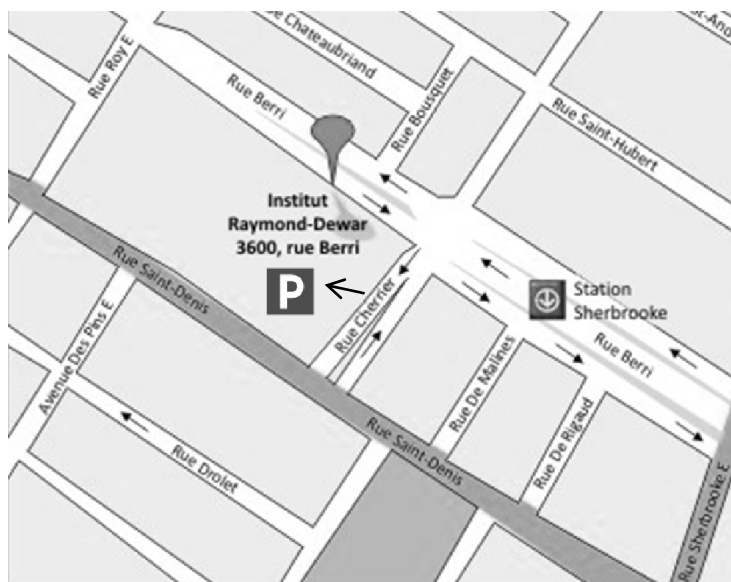 Rue Chateaubriand
Rue Roy E
Rue Berri
Rue Bousquet
Rue Saint-Hubert
Institut
Raymond-Dewar
3600, rue Berri
P
Rue Saint-Denis
Rue Cherrier
Station
Sherbrooke
Rue Berri
Avenue Des Pins E
Rue De Malines
Rue Saint-Denis
Rue De Rigaud
Rue Drolet
Rue Sherbrooke E